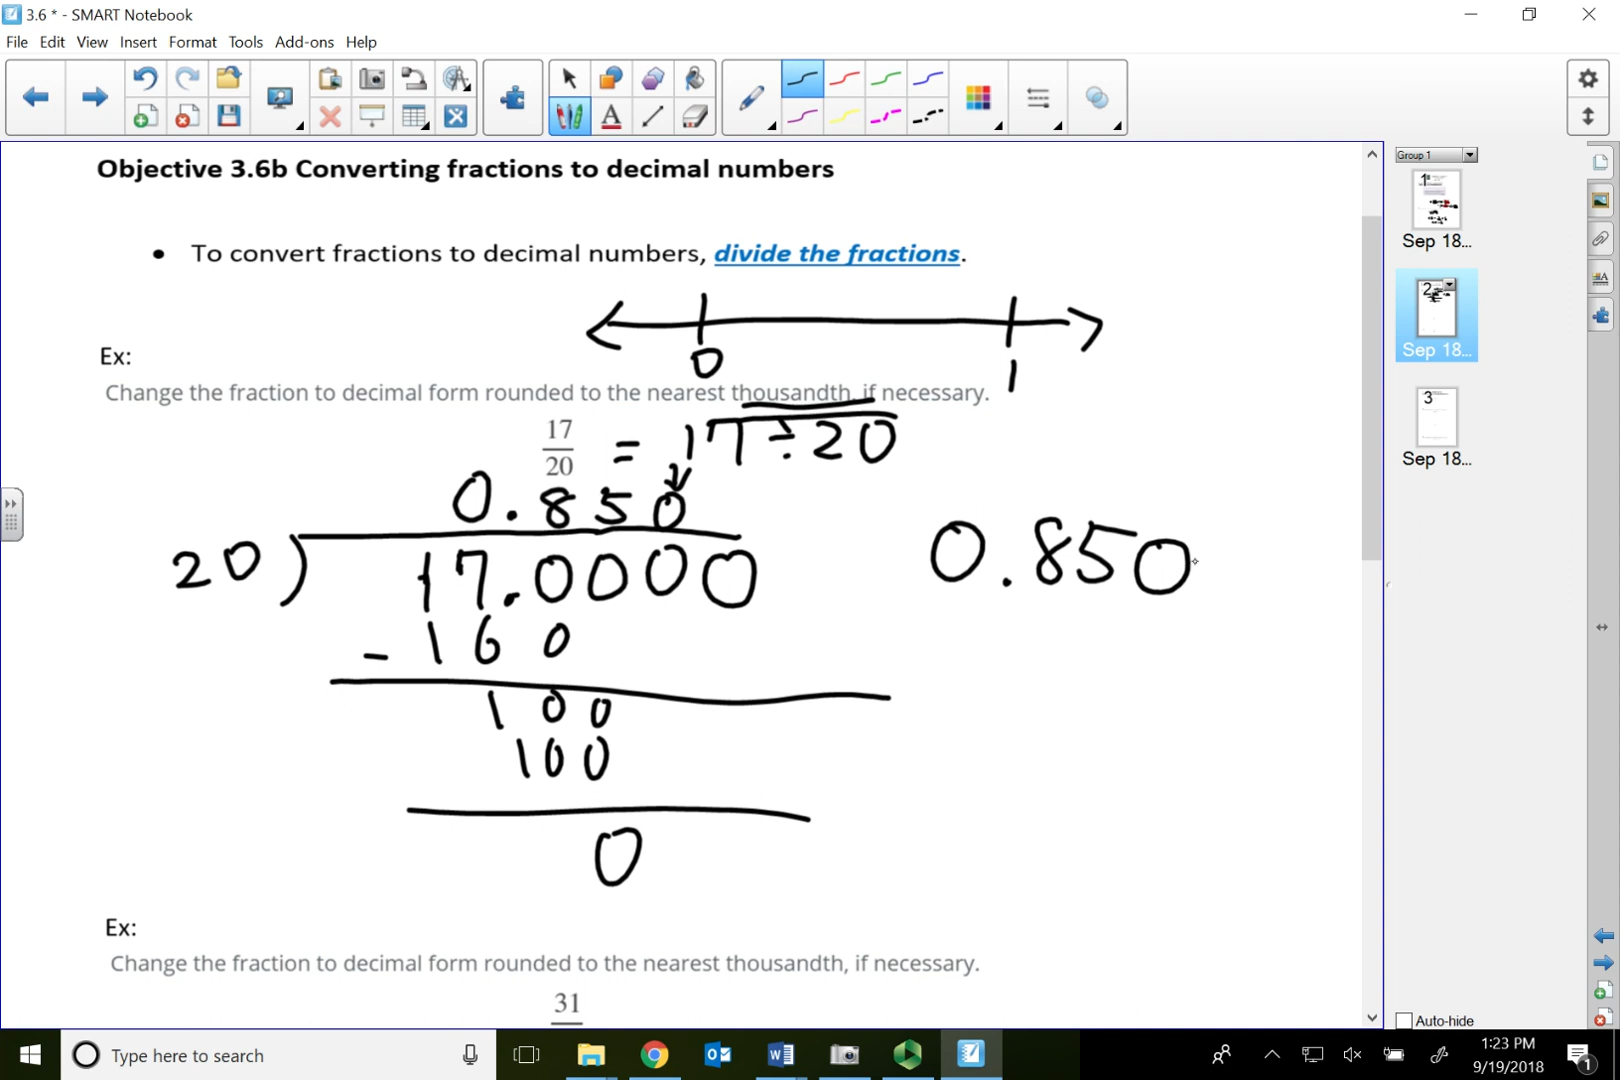 3.6 * - SMART Notebook
File Edit View Insert Format Tools Add-ons Help
Objective 3.6b Converting fractions to decimal numbers
• To convert fractions to decimal numbers, divide the fractions.
0 1
Ex:
Change the fraction to decimal form rounded to the nearest thousandth, if necessary.
17
20
= 17 ÷ 20
0.850
20 ) 17.0000
0.850
- 160
100
100
0
Ex:
Change the fraction to decimal form rounded to the nearest thousandth, if necessary.
31
Group 1
1
Sep 18...
2
Sep 18...
3
Sep 18...
Auto-hide
Type here to search
1:23 PM
9/19/2018
1